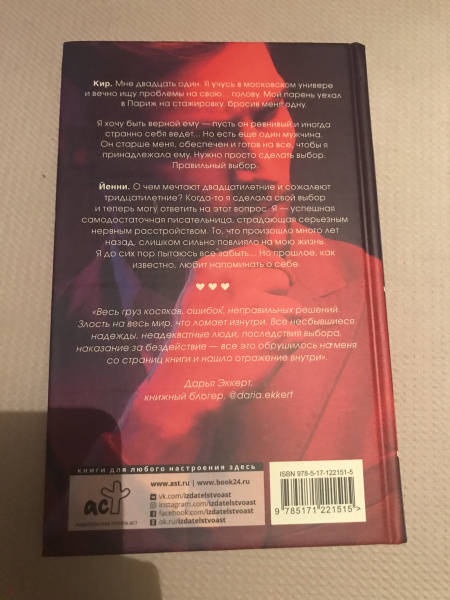 Кир. Мне двадцать один. Я учусь в московском универе
и вечно ищу проблемы на свою... голову. Мой парень уехал
в Париж на стажировку, бросив меня одну.
Я хочу быть верной ему — пусть он ревнивый и иногда
странно себя ведет... Но есть еще один мужчина.
Он старше меня, обеспечен и готов на все, чтобы я
принадлежала ему. Нужно просто сделать выбор.
Правильный выбор.
Йенни. О чем мечтают двадцатилетние и сожалеют
тридцатилетние? Когда-то я сделала свой выбор
и теперь могу ответить на этот вопрос. Я — успешная
самодостаточная писательница, страдающая серьезным
нервным расстройством. То, что произошло много лет
назад, слишком сильно повлияло на мою жизнь.
Я до сих пор пытаюсь все забыть... Но прошлое, как
известно, любит напоминать о себе.
«Весь груз косяков, ошибок, неправильных решений.
Злость на весь мир, что ломает изнутри. Все несбывшиеся
надежды, неадекватные люди, последствия выбора,
наказание за бездействие — все это обрушилось на меня
со страниц книги и нашло отражение внутри».
Дарья Эккерт,
книжный блогер, @daria.ekkert
книги для любого настроения здесь
аст
ИЗДАТЕЛЬСКАЯ ГРУППА АСТ
www.ast.ru | www.book24.ru
vk.com/izdatelstvoast
instagram.com/izdatelstvoast
facebook.com/izdatelstvoast
ok.ru/izdatelstvoast
ISBN 978-5-17-122151-5
9 785171 221515 >